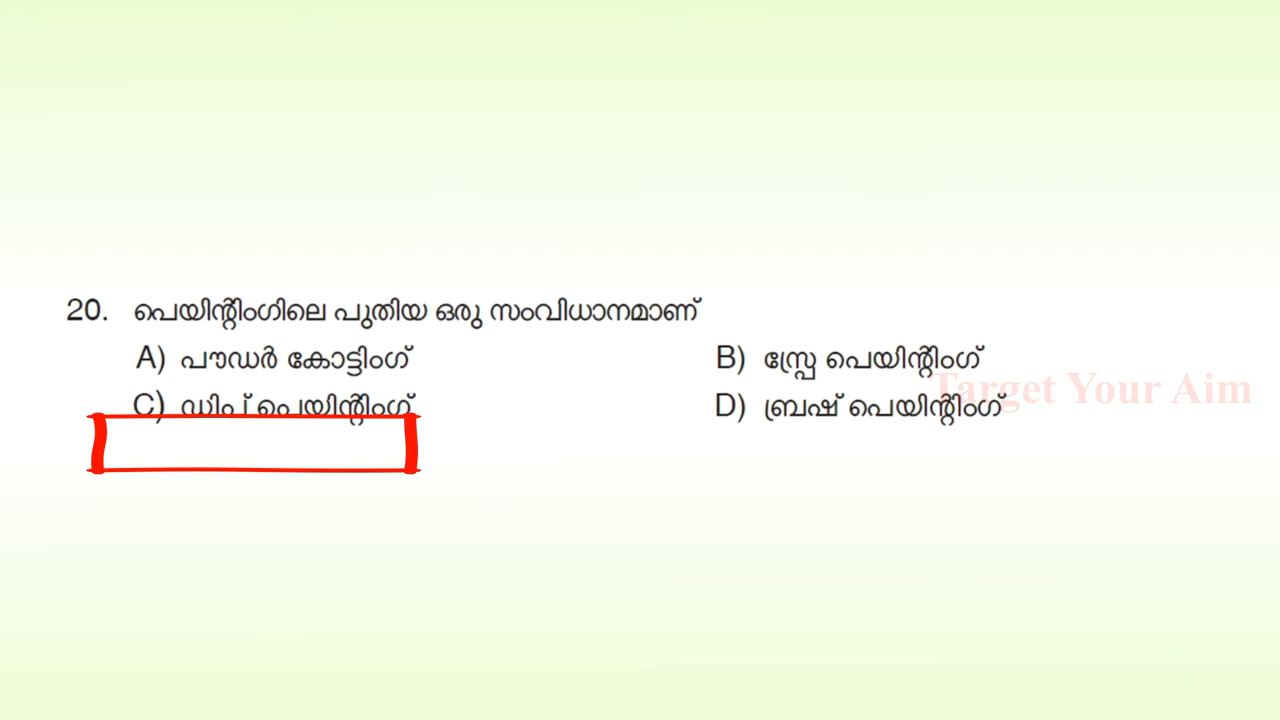 20. പെയിന്റിംഗിലെ പുതിയ ഒരു സംവിധാനമാണ്
A) പൗഡർ കോട്ടിംഗ് B) സ്പ്രേ പെയിന്റിംഗ്
C) ഡിപ് പെയിന്റിംഗ് D) ബ്രഷ് പെയിന്റിംഗ്
Target Your Aim